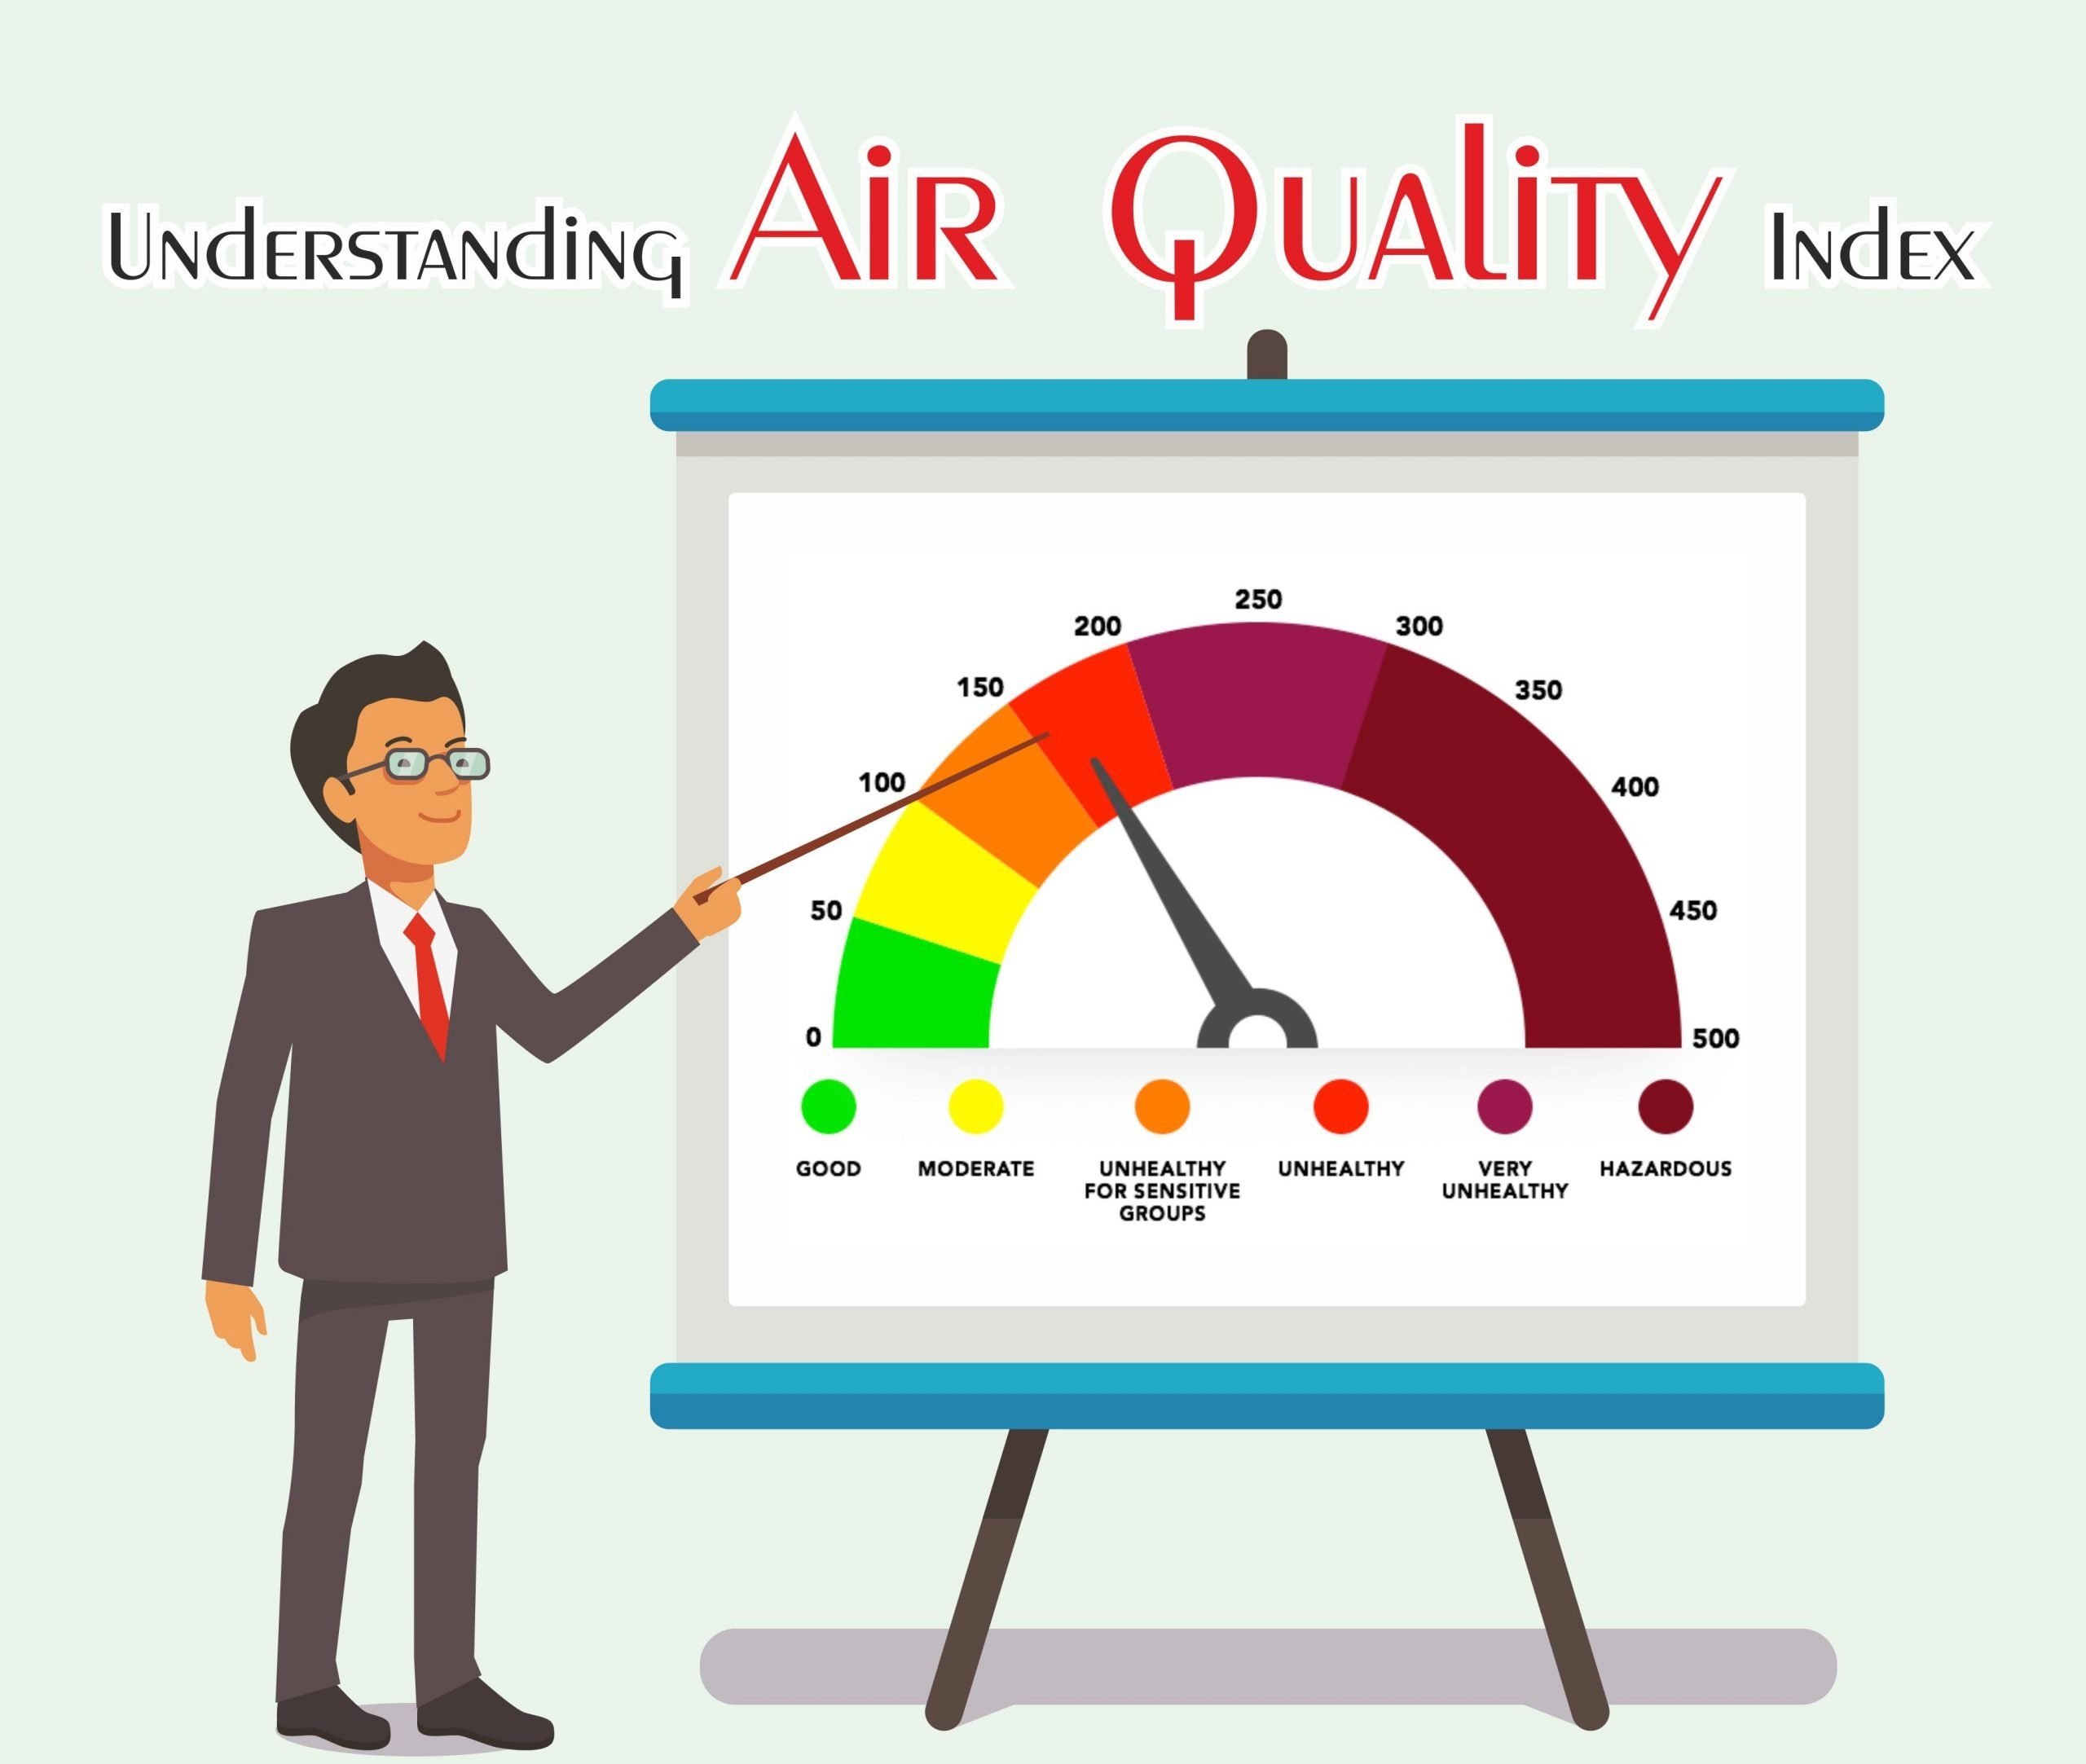 Understanding Air Quality Index
250
200
300
150
350
100
400
50
450
0
500
GOOD
MODERATE
UNHEALTHY
FOR SENSITIVE
GROUPS
UNHEALTHY
VERY
UNHEALTHY
HAZARDOUS